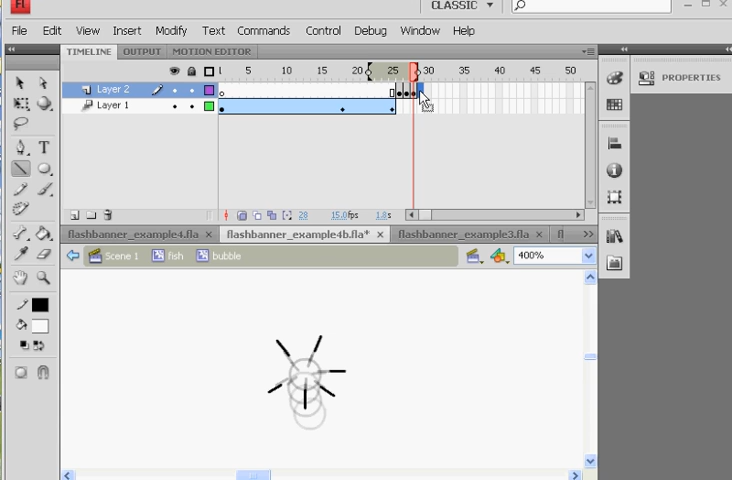 Fl
CLASSIC
File Edit View Insert Modify Text Commands Control Debug Window Help
TIMELINE OUTPUT MOTION EDITOR
PROPERTIES
5 10 15 20 25 30 35 40 45 50
Layer 2
Layer 1
28 15.0fps 1.8s
flashbanner_example4.fla × flashbanner_example4b.fla* × flashbanner_example3.fla × fl
Scene 1 fish bubble 400%
T